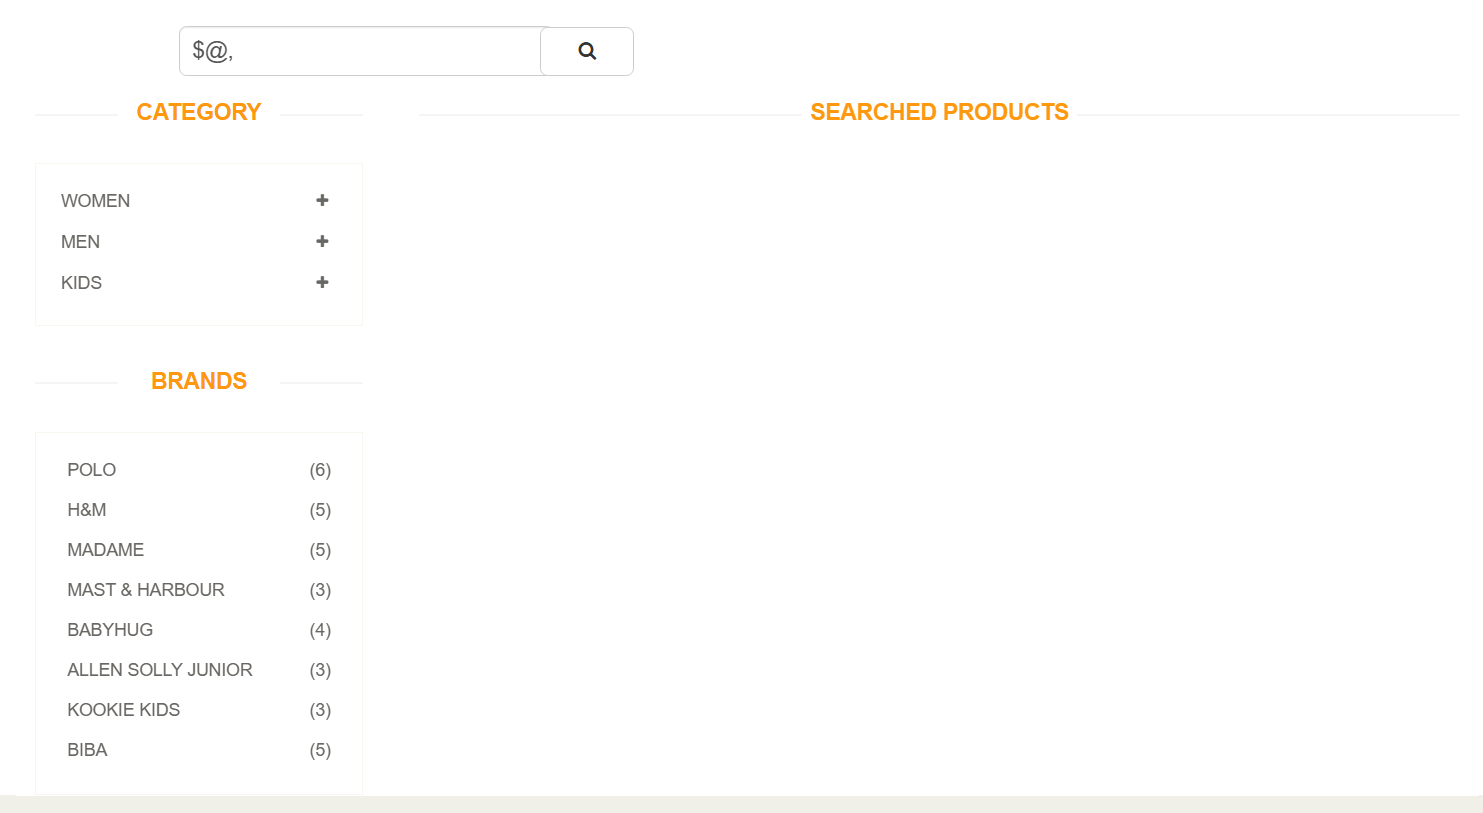 $@,
CATEGORY
SEARCHED PRODUCTS
WOMEN
MEN
KIDS
BRANDS
POLO (6)
H&M (5)
MADAME (5)
MAST & HARBOUR (3)
BABYHUG (4)
ALLEN SOLLY JUNIOR (3)
KOOKIE KIDS (3)
BIBA (5)